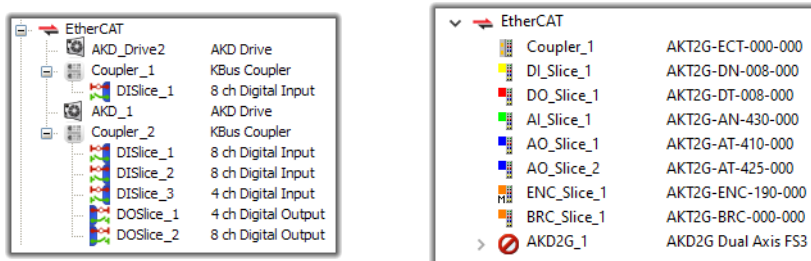 EtherCAT
AKD_Drive2 AKD Drive
Coupler_1 KBus Coupler
DISlice_1 8 ch Digital Input
AKD_1 AKD Drive
Coupler_2 KBus Coupler
DISlice_1 8 ch Digital Input
DISlice_2 8 ch Digital Input
DISlice_3 4 ch Digital Input
DOSlice_1 4 ch Digital Output
DOSlice_2 8 ch Digital Output
EtherCAT
Coupler_1 AKT2G-ECT-000-000
DI_Slice_1 AKT2G-DN-008-000
DO_Slice_1 AKT2G-DT-008-000
AI_Slice_1 AKT2G-AN-430-000
AO_Slice_1 AKT2G-AT-410-000
AO_Slice_2 AKT2G-AT-425-000
M ENC_Slice_1 AKT2G-ENC-190-000
BRC_Slice_1 AKT2G-BRC-000-000
AKD2G_1 AKD2G Dual Axis FS3